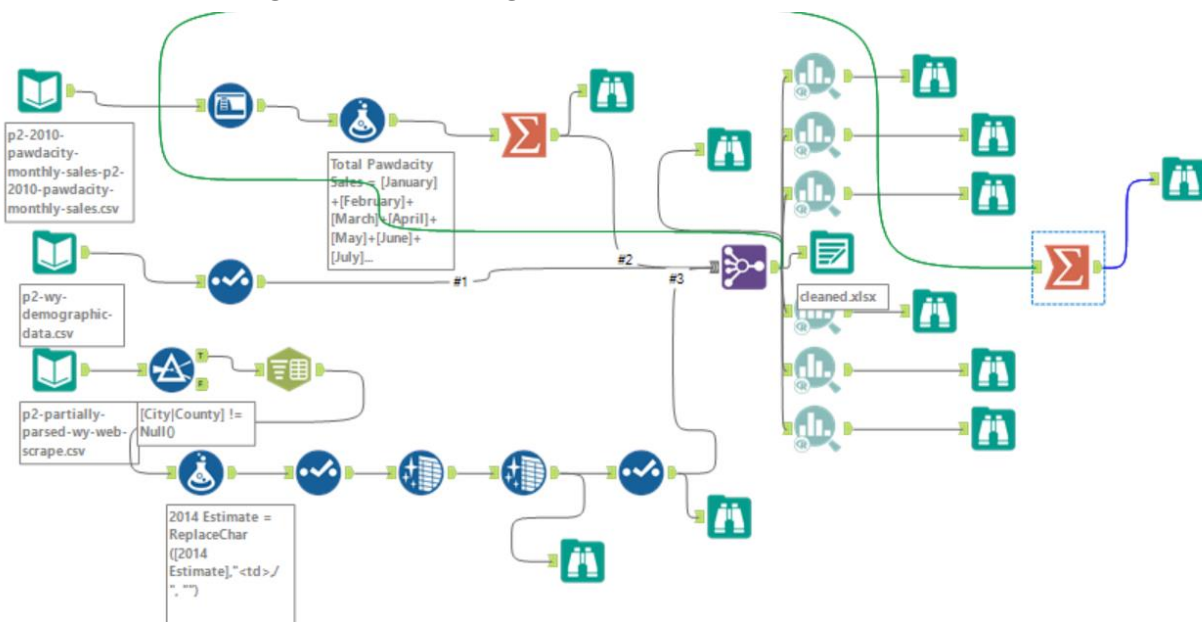 p2-2010-
pawdacity-
monthly-sales-p2-
2010-pawdacity-
monthly-sales.csv
Total Pawdacity
Sales = [January]
+[February]+
[March]+[April]+
[May]+[June]+
[July]...
p2-wy-
demographic-
data.csv
#1
#2
#3
cleaned.xlsx
T
F
p2-partially-
parsed-wy-web-
scrape.csv
[City|County] !=
Null()
2014 Estimate =
ReplaceChar
([2014
Estimate],"<td>,/
", "")